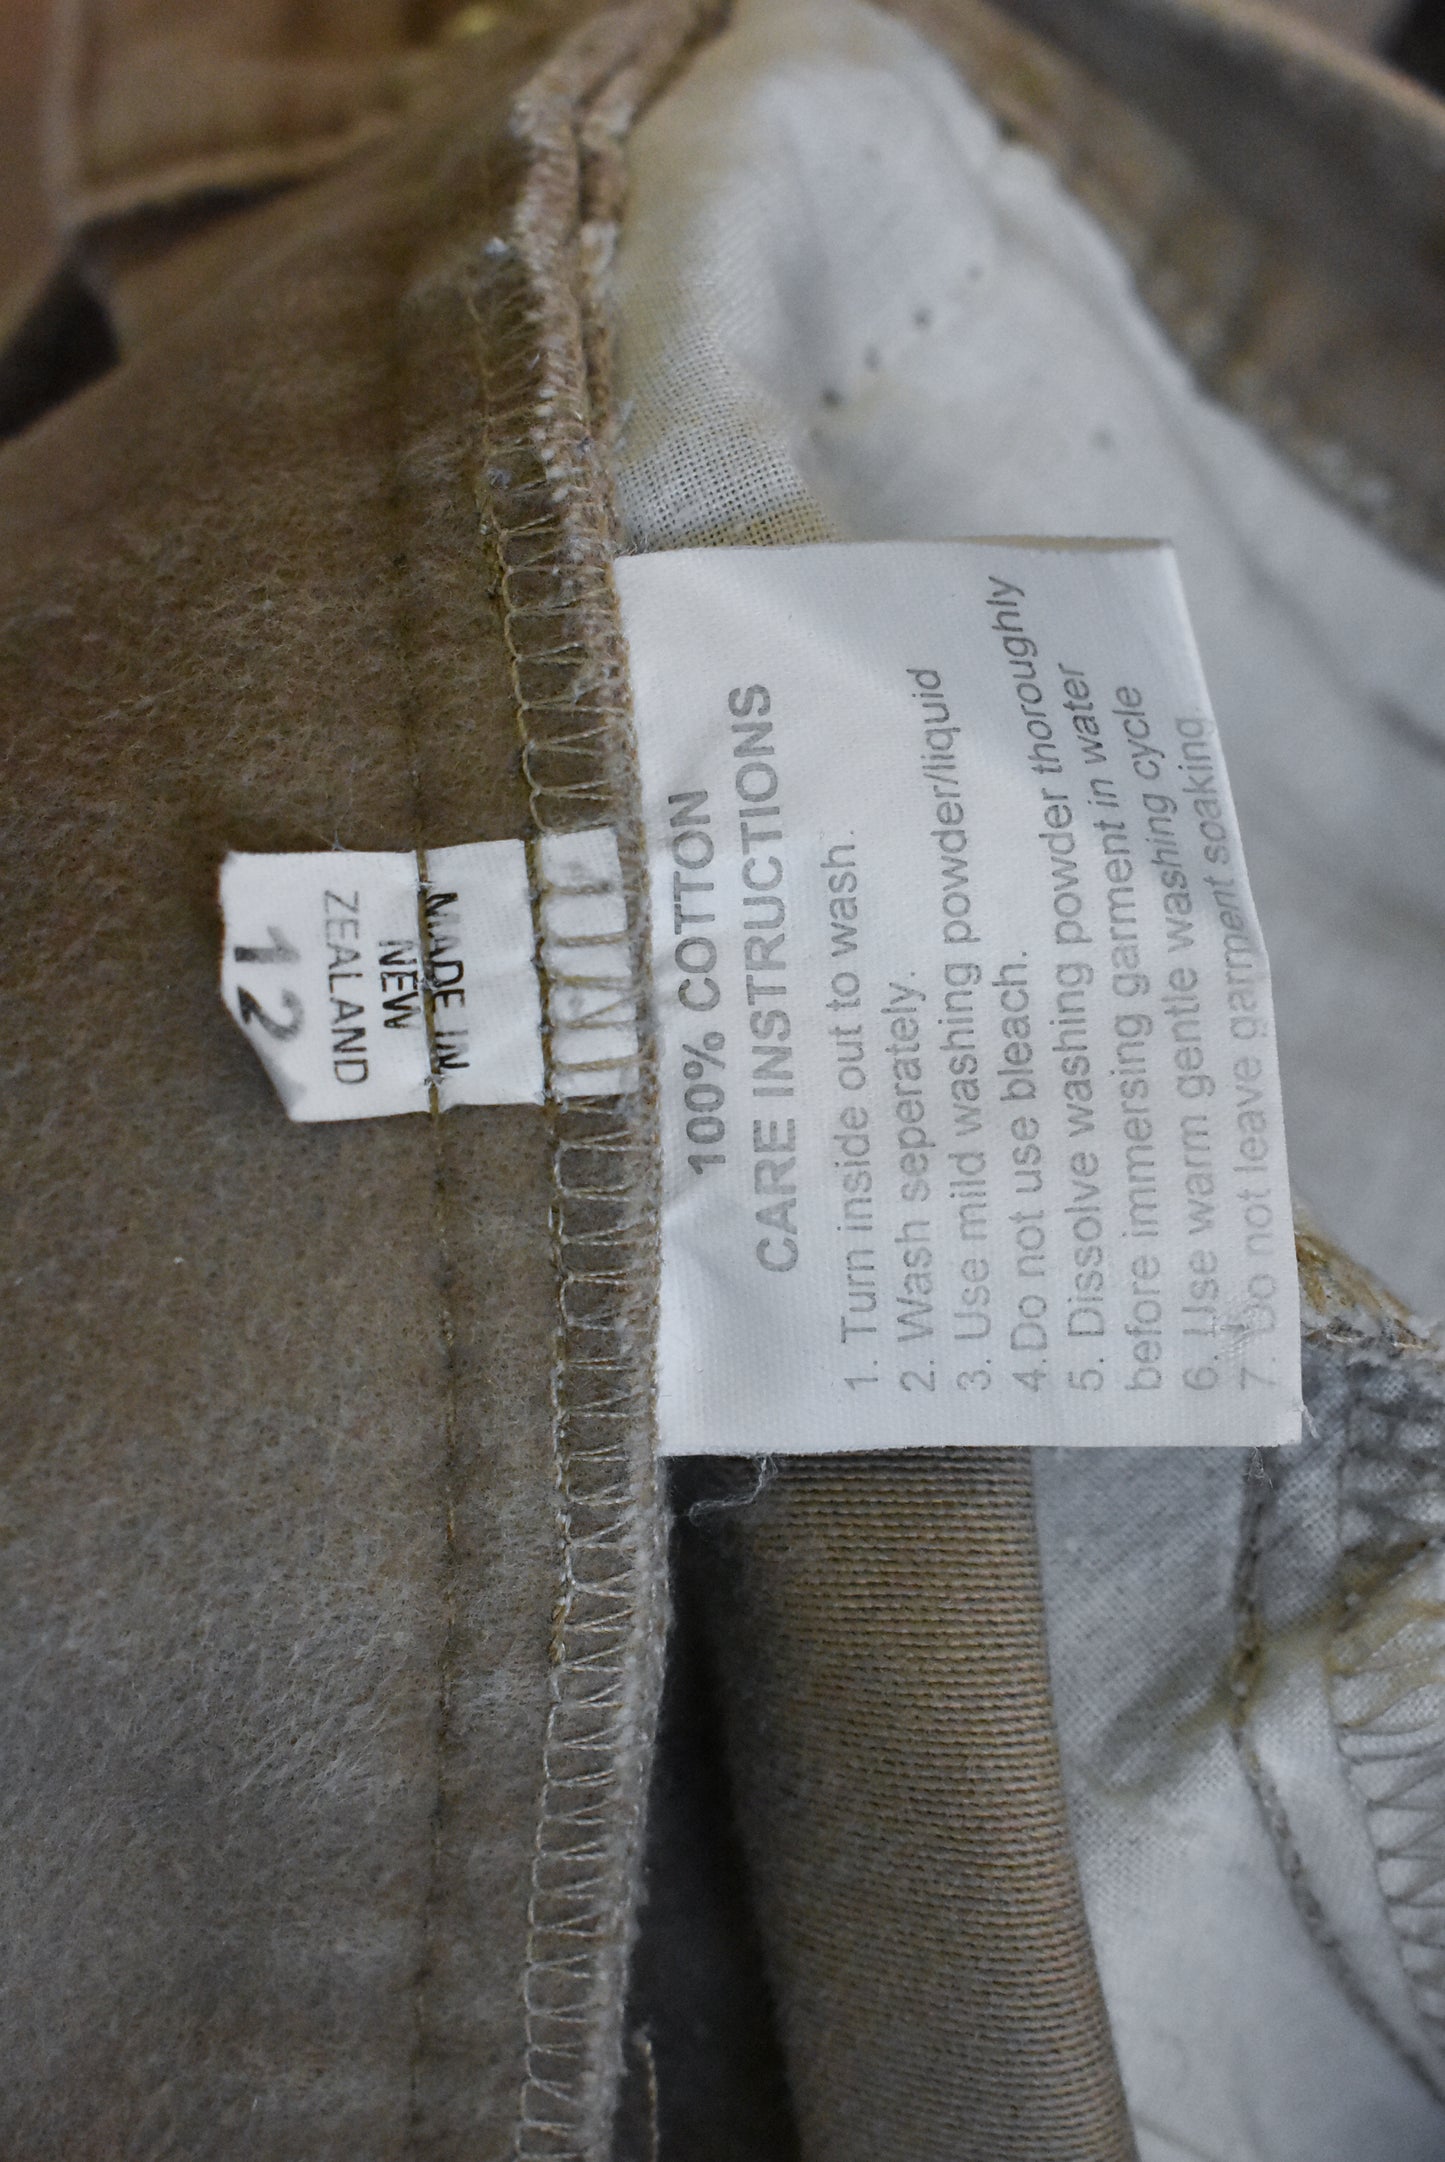 MADE IN
NEW
ZEALAND
12
100% COTTON
CARE INSTRUCTIONS
1. Turn inside out to wash.
2. Wash seperately.
3. Use mild washing powder/liquid
4.Do not use bleach.
5. Dissolve washing powder thoroughly
before immersing garment in water
6. Use warm gentle washing cycle
7. Do not leave garment soaking